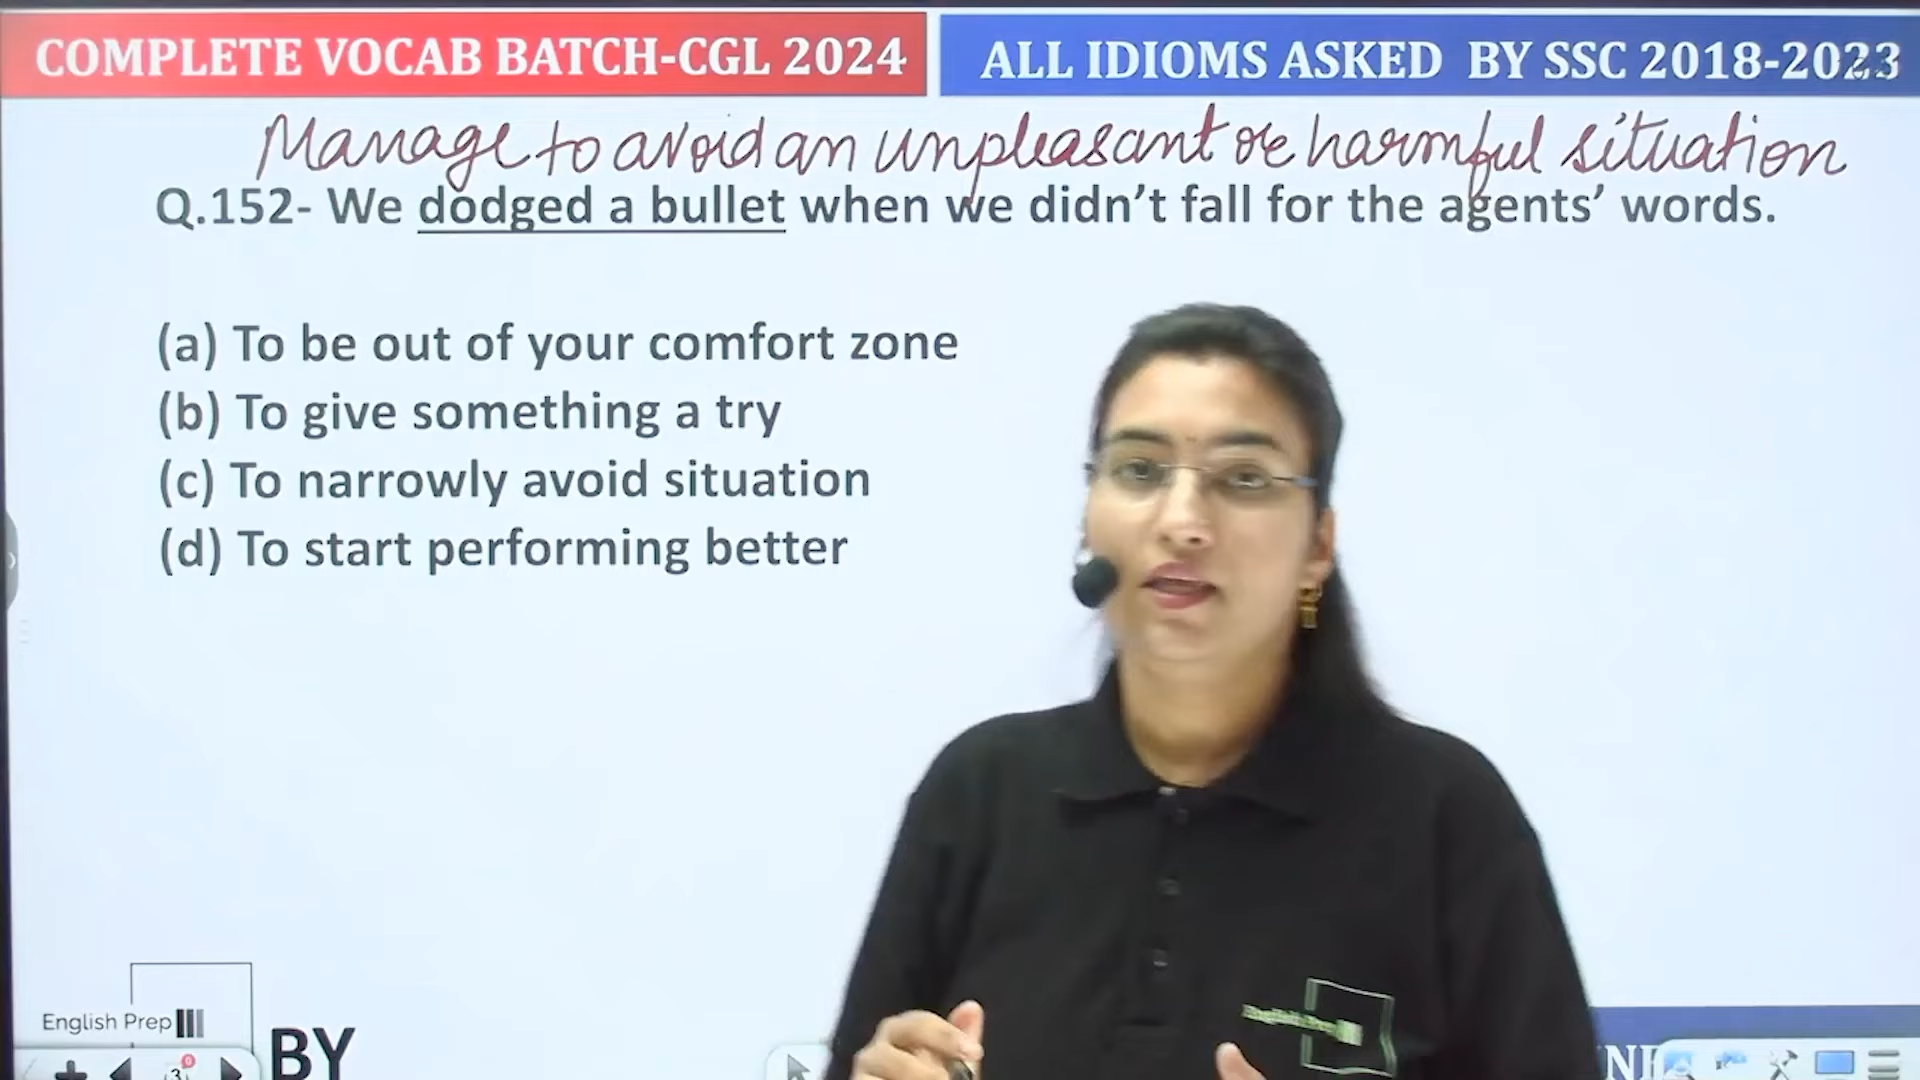 COMPLETE VOCAB BATCH-CGL 2024
ALL IDIOMS ASKED BY SSC 2018-2023
Manage to avoid an unpleasant or harmful situation
Q.152- We dodged a bullet when we didn't fall for the agents' words.
(a) To be out of your comfort zone
(b) To give something a try
(c) To narrowly avoid situation
(d) To start performing better
English Prep
BY
English Prep